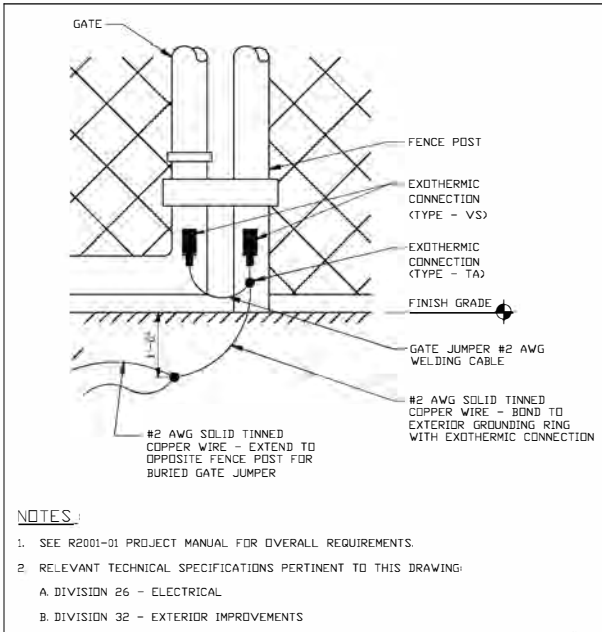 GATE
FENCE POST
EXOTHERMIC
CONNECTION
(TYPE - VS)
EXOTHERMIC
CONNECTION
(TYPE - TA)
FINISH GRADE
1'-6"
GATE JUMPER #2 AWG
WELDING CABLE
#2 AWG SOLID TINNED
COPPER WIRE - BOND TO
EXTERIOR GROUNDING RING
WITH EXOTHERMIC CONNECTION
#2 AWG SOLID TINNED
COPPER WIRE - EXTEND TO
OPPOSITE FENCE POST FOR
BURIED GATE JUMPER
NOTES:
1. SEE R2001-01 PROJECT MANUAL FOR OVERALL REQUIREMENTS.
2. RELEVANT TECHNICAL SPECIFICATIONS PERTINENT TO THIS DRAWING:
A. DIVISION 26 - ELECTRICAL
B. DIVISION 32 - EXTERIOR IMPROVEMENTS